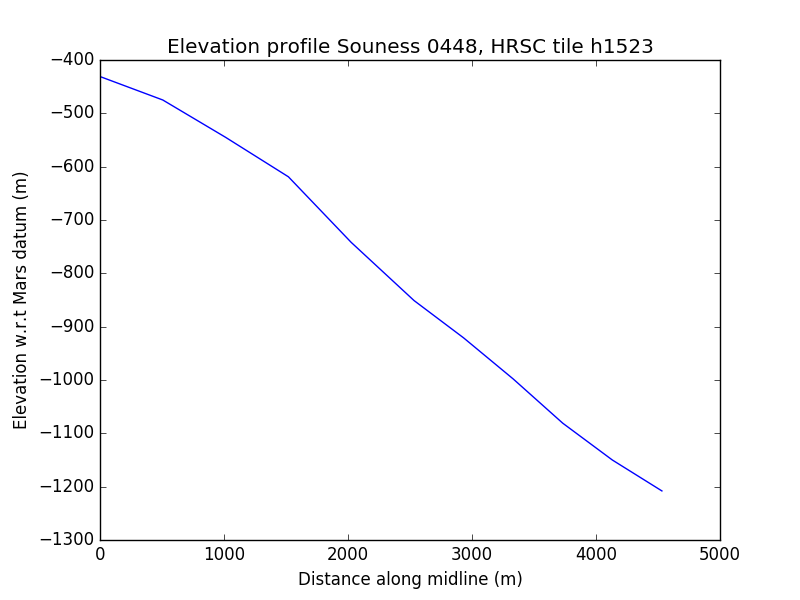 Elevation profile Souness 0448, HRSC tile h1523
−400
−500
−600
−700
−800
−900
−1000
−1100
−1200
−1300
Elevation w.r.t Mars datum (m)
0 1000 2000 3000 4000 5000
Distance along midline (m)